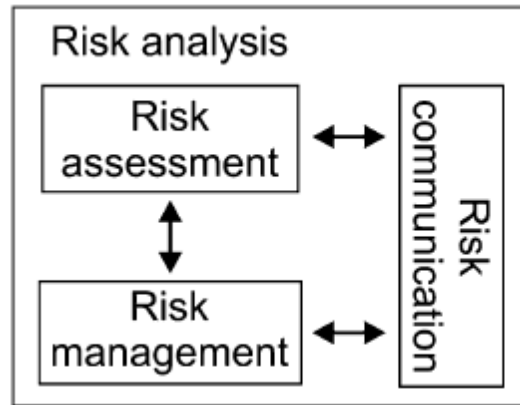 Risk analysis
Risk
assessment
Risk
management
Risk
communication